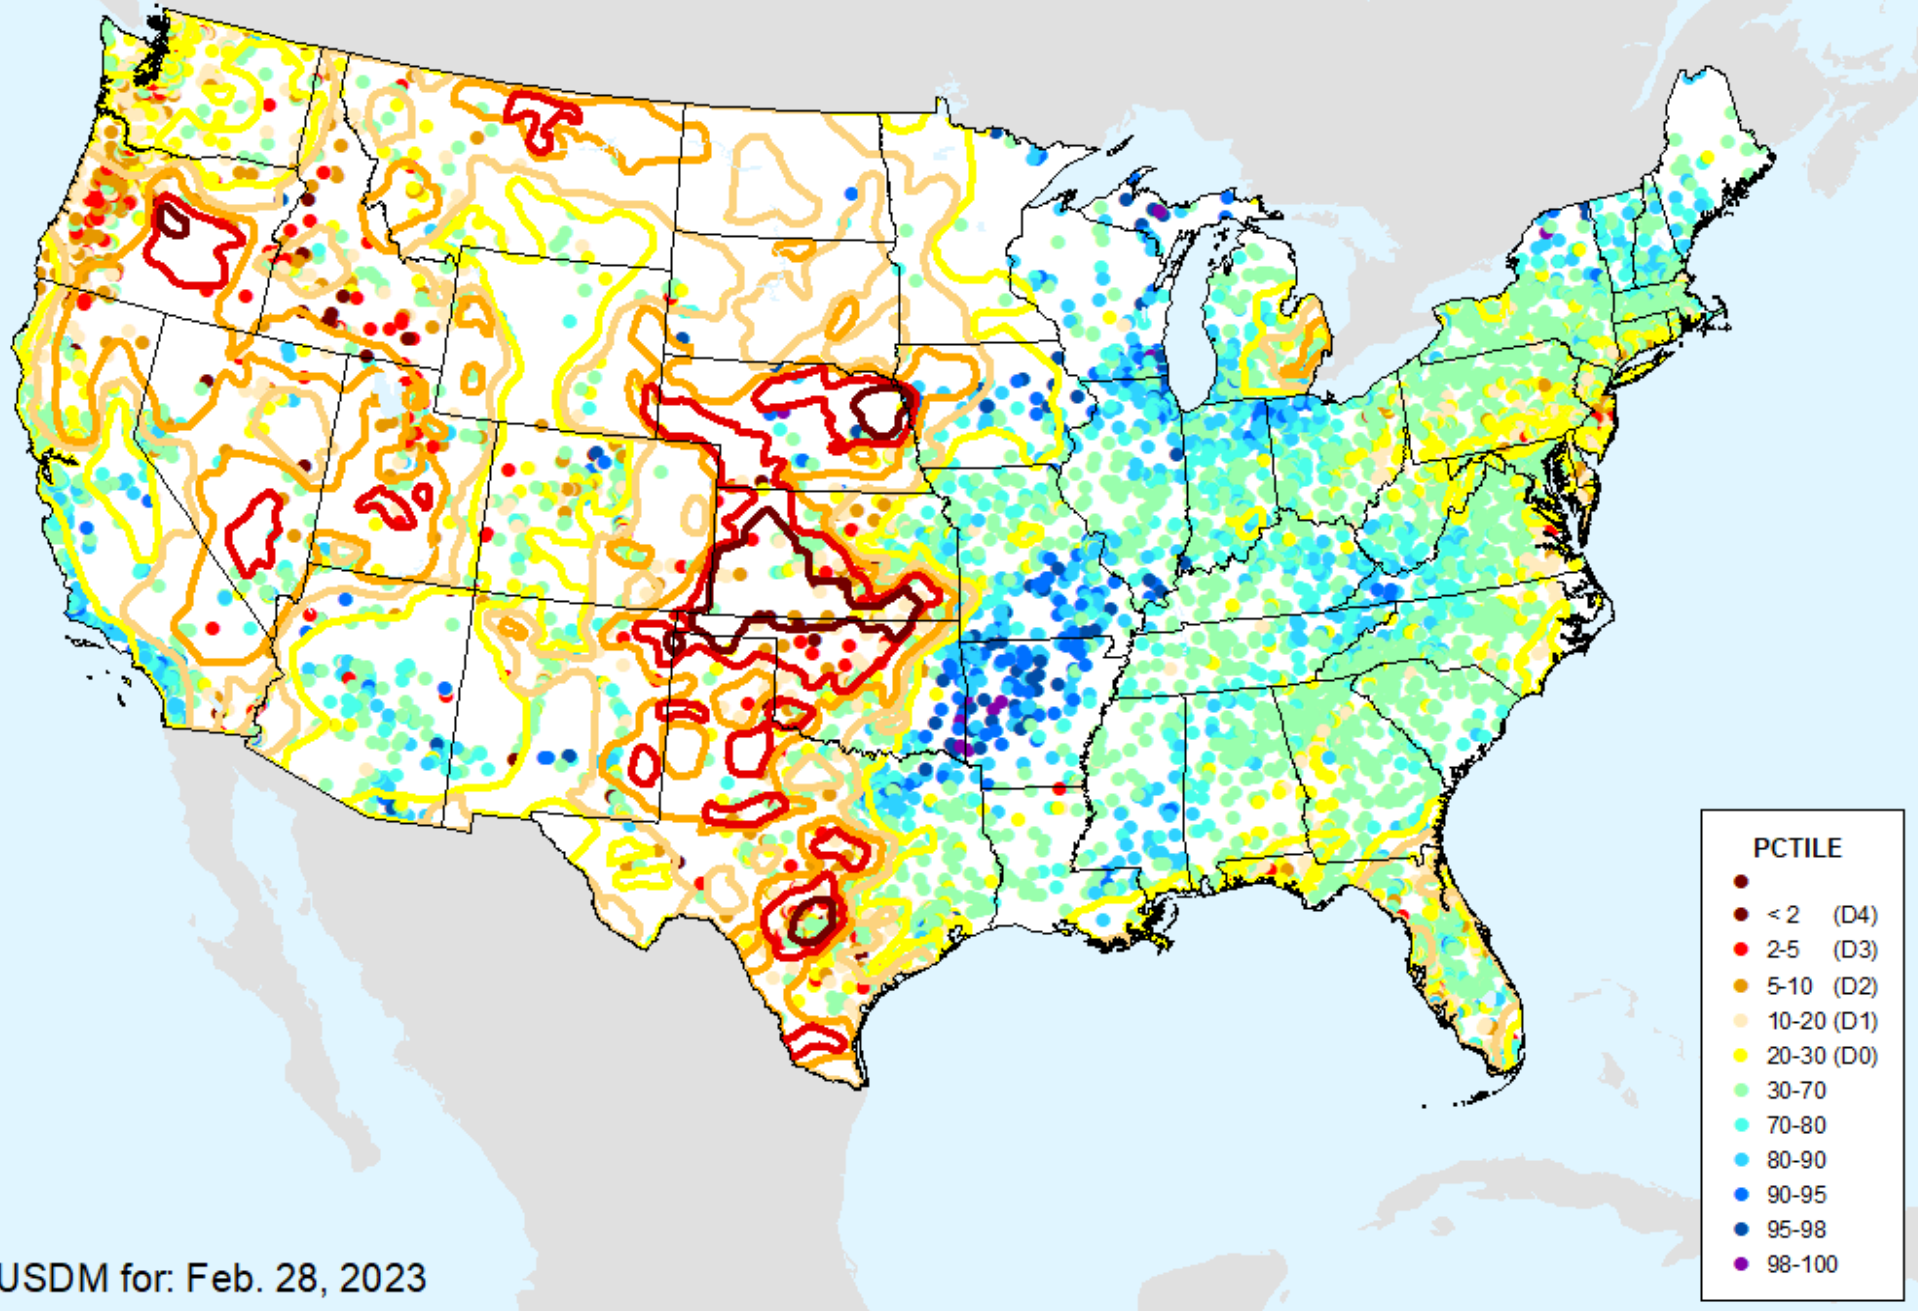 PCTILE
< 2 (D4)
2-5 (D3)
5-10 (D2)
10-20 (D1)
20-30 (D0)
30-70
70-80
80-90
90-95
95-98
98-100
USDM for: Feb. 28, 2023